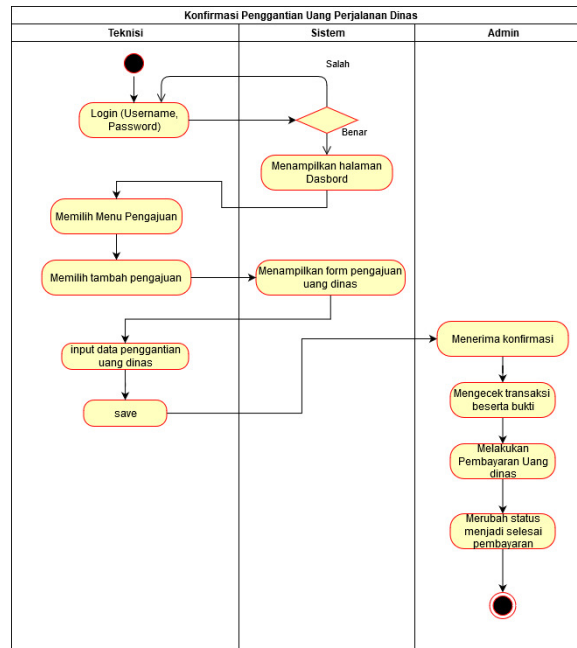 Konfirmasi Penggantian Uang Perjalanan Dinas
Teknisi
Sistem
Admin
Salah
Login (Username,
Password)
Benar
Menampilkan halaman
Dasbord
Memilih Menu Pengajuan
Memilih tambah pengajuan
Menampilkan form pengajuan
uang dinas
input data penggantian
uang dinas
Menerima konfirmasi
save
Mengecek transaksi
beserta bukti
Melakukan
Pembayaran Uang
dinas
Merubah status
menjadi selesai
pembayaran